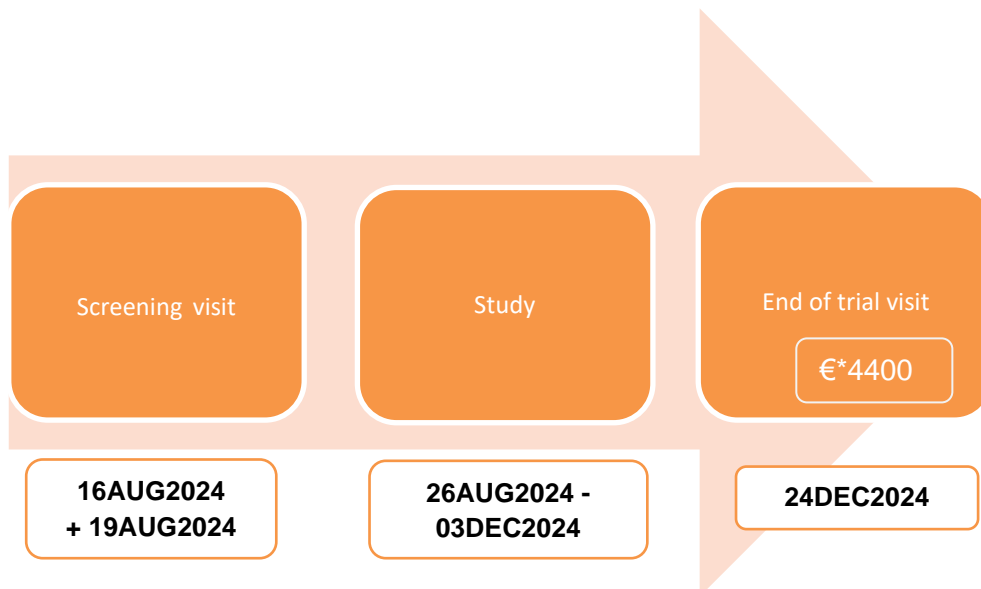 Screening visit
Study
End of trial visit
€*4400
16AUG2024
+ 19AUG2024
26AUG2024 -
03DEC2024
24DEC2024